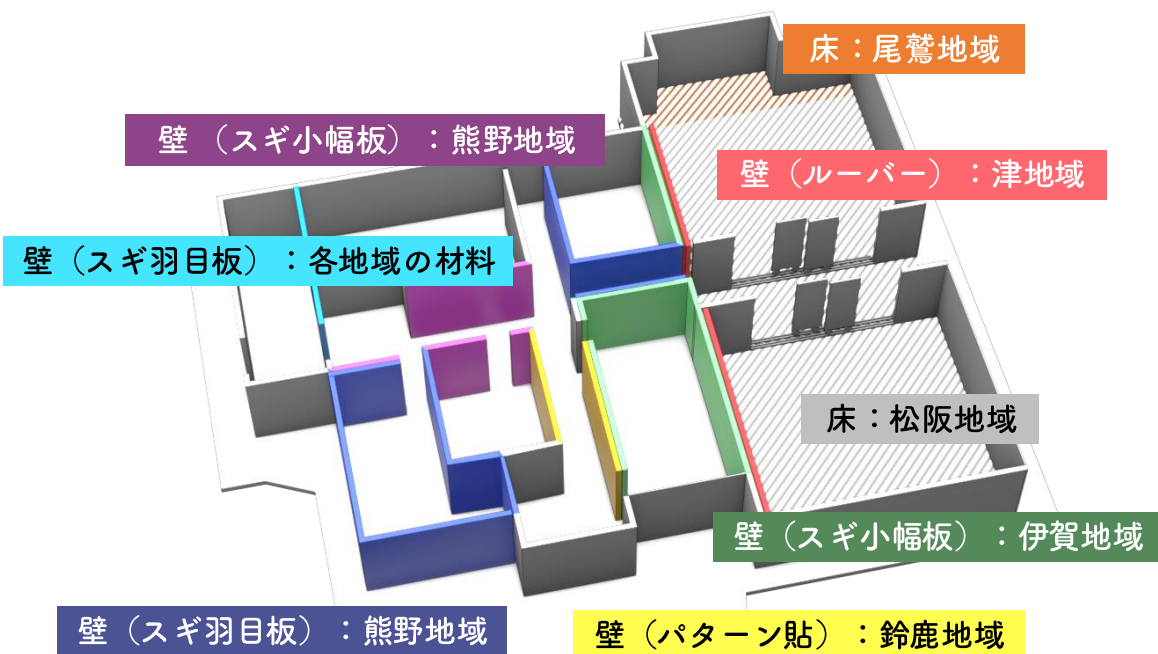 床：尾鷲地域
壁（スギ小幅板）：熊野地域
壁（ルーバー）：津地域
壁（スギ羽目板）：各地域の材料
床：松阪地域
壁（スギ小幅板）：伊賀地域
壁（スギ羽目板）：熊野地域
壁（パターン貼）：鈴鹿地域